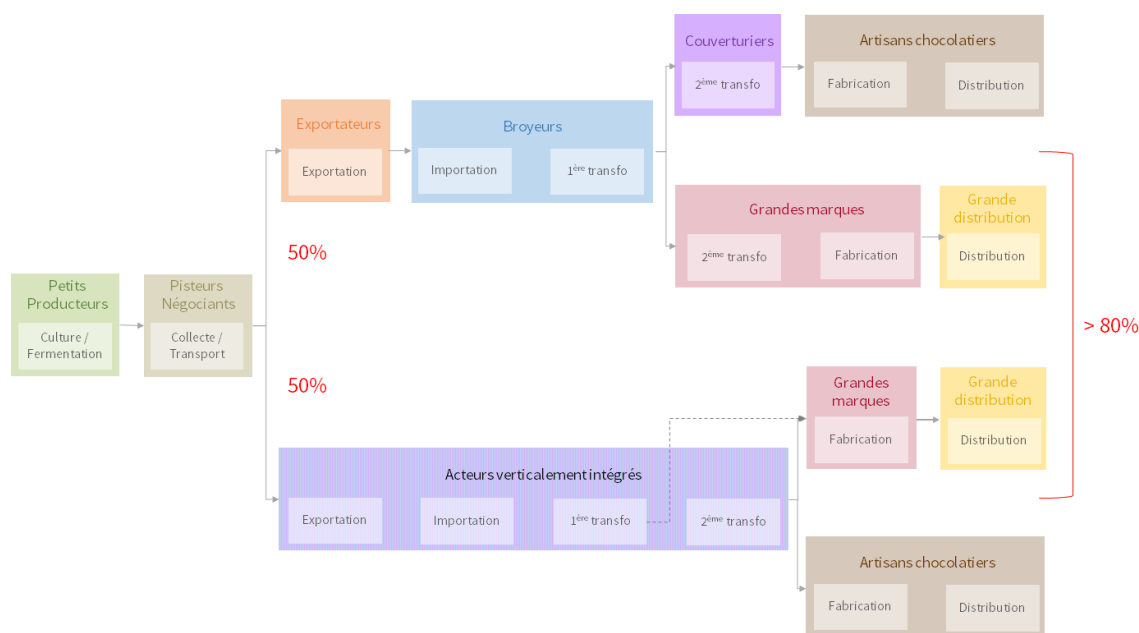 Couverturiers
2ème transfo
Artisans chocolatiers
Fabrication
Distribution
Exportateurs
Exportation
Broyeurs
Importation
1ère transfo
Grandes marques
2ème transfo
Fabrication
Grande
distribution
Distribution
50%
Petits
Producteurs
Culture /
Fermentation
Pisteurs
Négociants
Collecte /
Transport
> 80%
50%
Grandes
marques
Fabrication
Grande
distribution
Distribution
Acteurs verticalement intégrés
Exportation
Importation
1ère transfo
2ème transfo
Artisans chocolatiers
Fabrication
Distribution